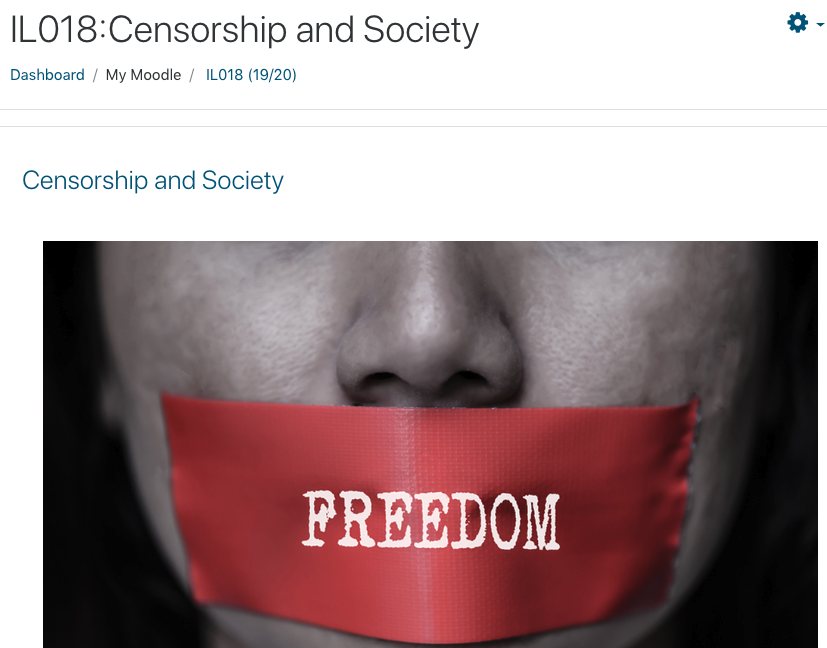 IL018:Censorship and Society
Dashboard / My Moodle / IL018 (19/20)
Censorship and Society
FREEDOM